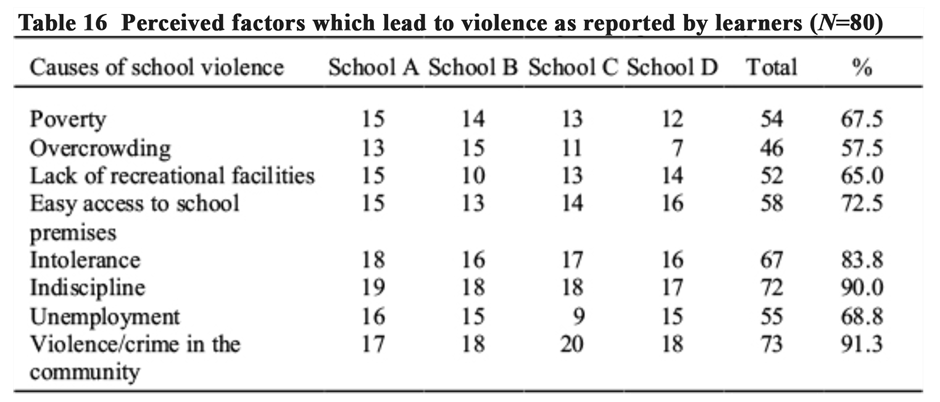 Table 16 Perceived factors which lead to violence as reported by learners (N=80)
Causes of school violence School A School B School C School D Total %
Poverty 15 14 13 12 54 67.5
Overcrowding 13 15 11 7 46 57.5
Lack of recreational facilities 15 10 13 14 52 65.0
Easy access to school 15 13 14 16 58 72.5
premises
Intolerance 18 16 17 16 67 83.8
Indiscipline 19 18 18 17 72 90.0
Unemployment 16 15 9 15 55 68.8
Violence/crime in the 17 18 20 18 73 91.3
community